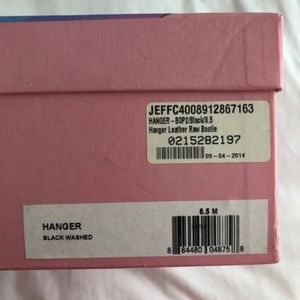 JEFFC4008912867163
HANGER - BOP2/Black/8.5
Hanger Leather Raw Bootie
0215282197
09-04-2014
8.5 M
HANGER
BLACK WASHED
8 84480 04875 8